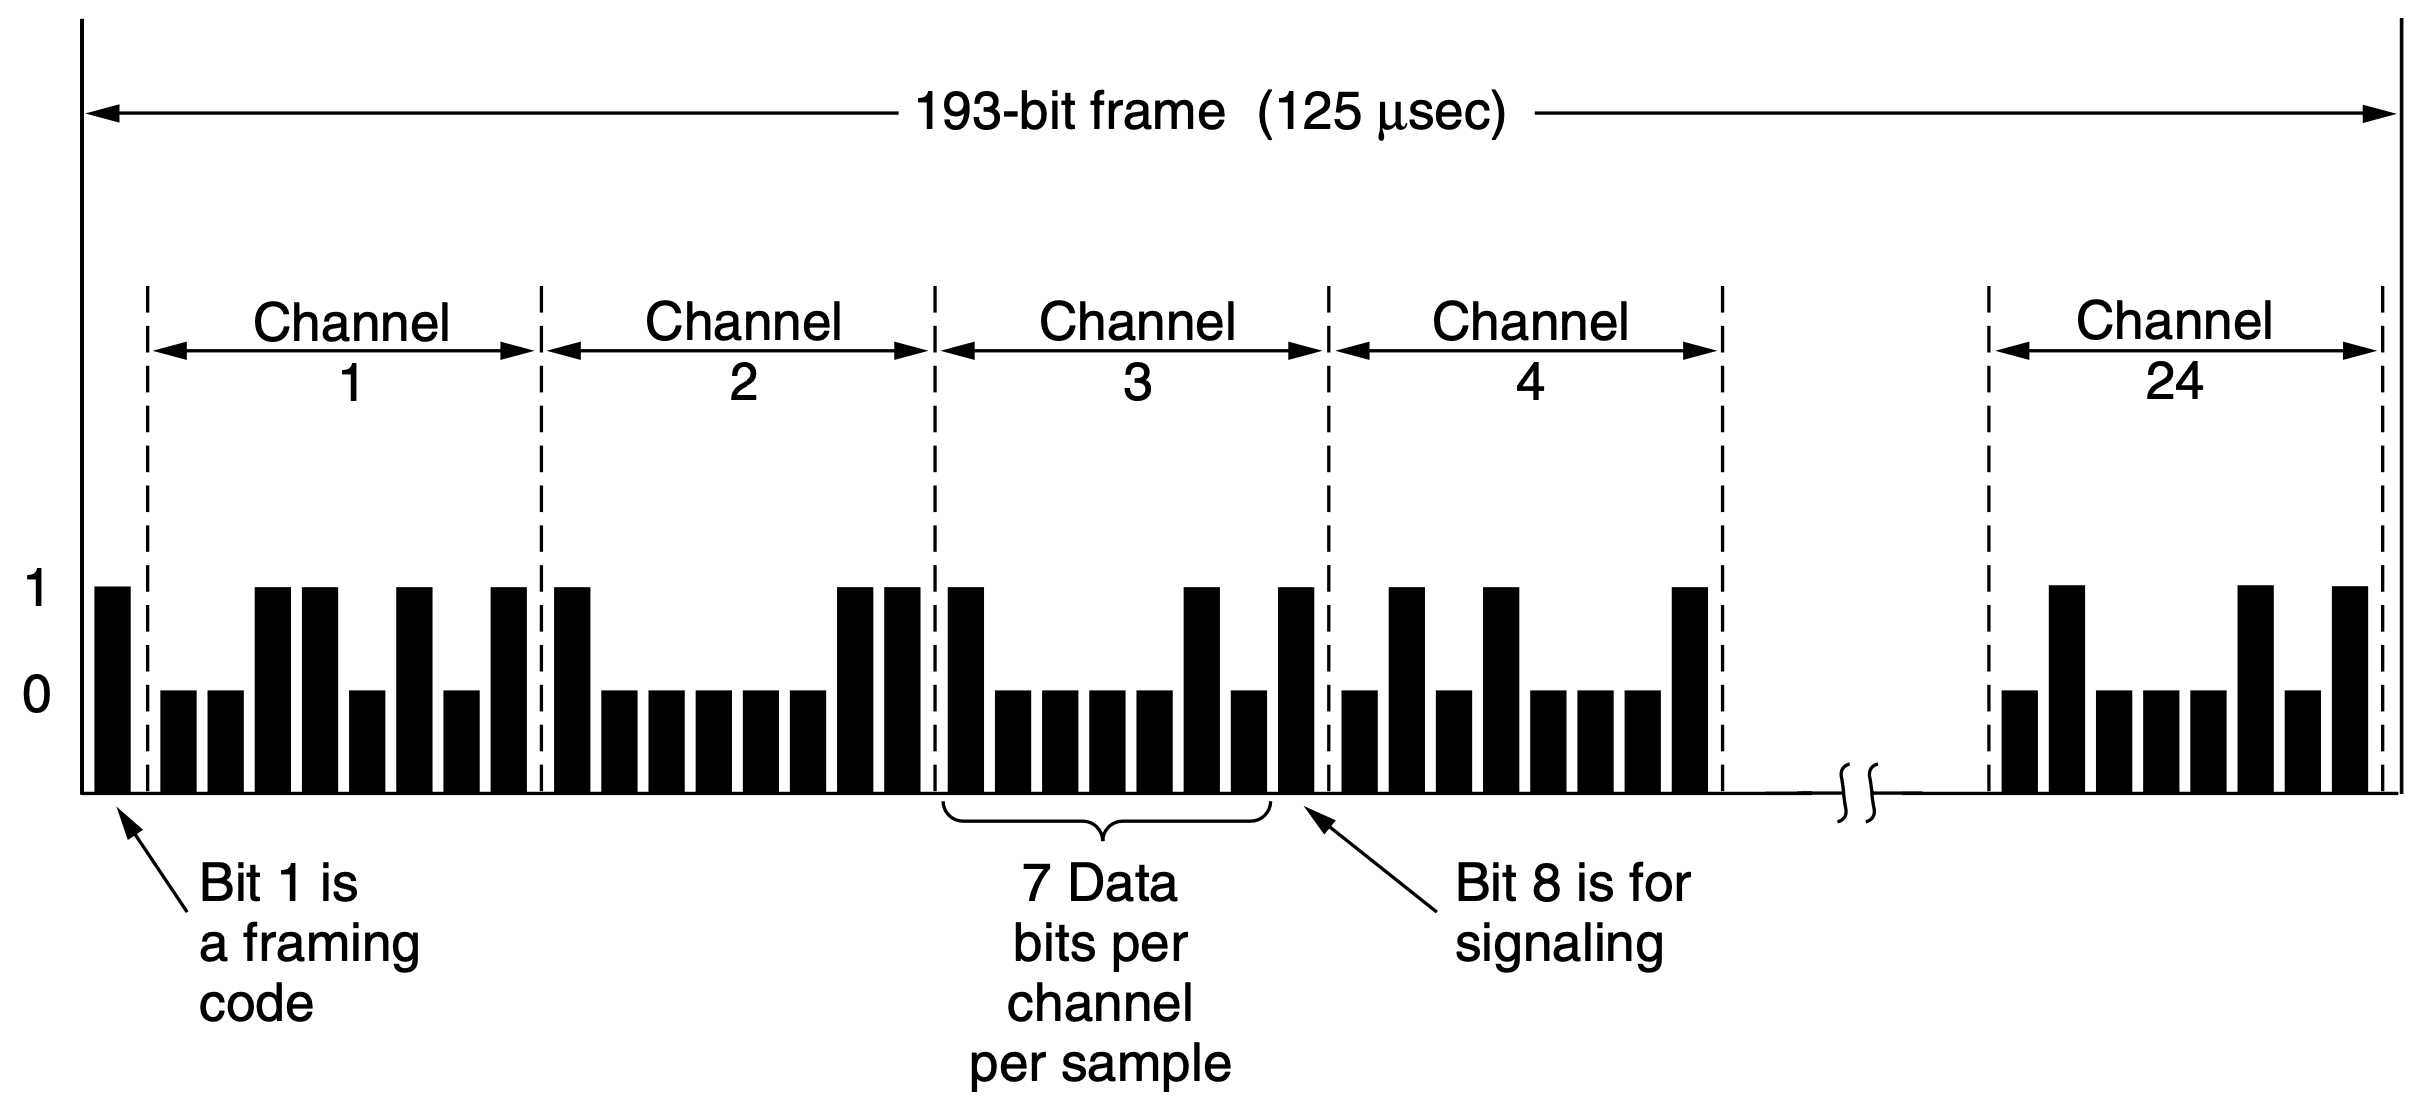 193-bit frame (125 μsec)
Channel
1
Channel
2
Channel
3
Channel
4
Channel
24
1
0
Bit 1 is
a framing
code
7 Data
bits per
channel
per sample
Bit 8 is for
signaling